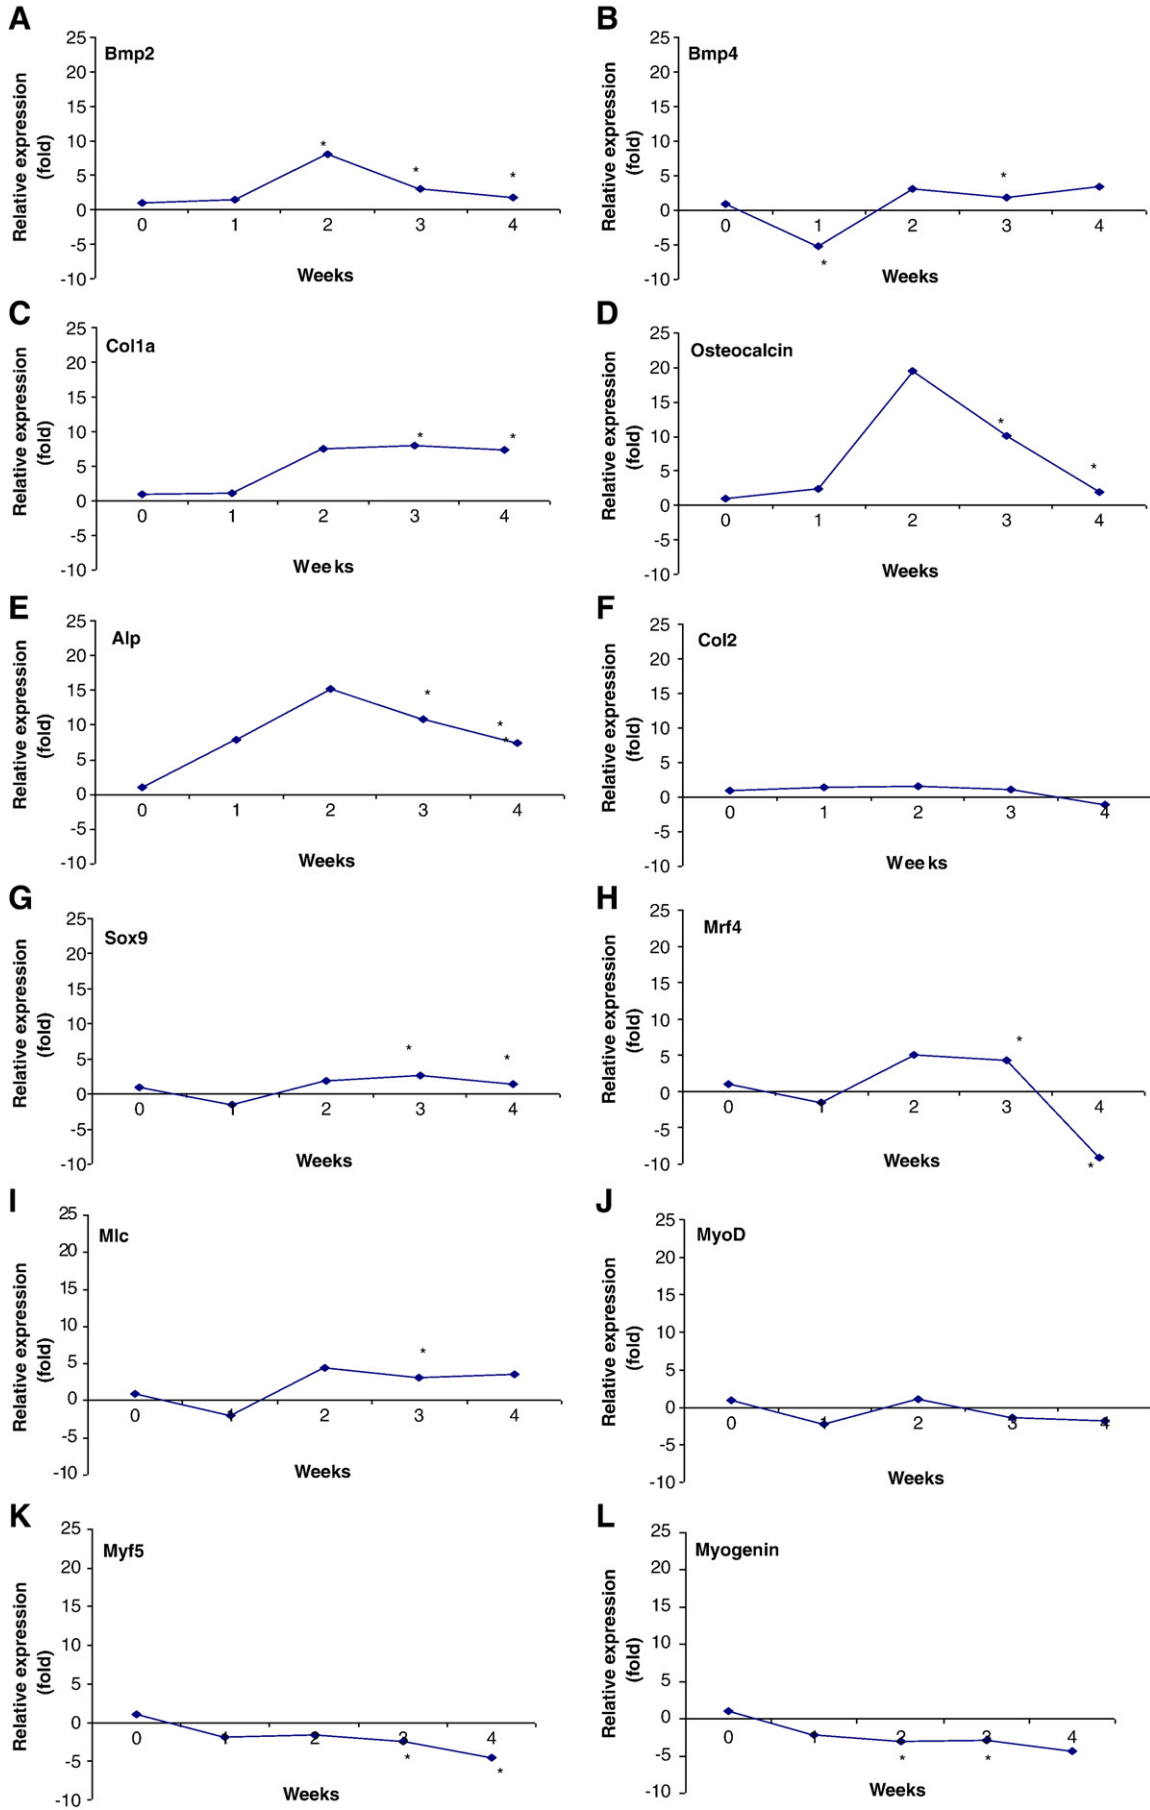 A
Bmp2
Relative expression
(fold)
25
20
15
10
5
0
-5
-10
0 1 2 3 4
* * *
Weeks
B
Bmp4
Relative expression
(fold)
25
20
15
10
5
0
-5
-10
0 1 2 3 4
* *
Weeks
C
Col1a
Relative expression
(fold)
25
20
15
10
5
0
-5
-10
0 1 2 3 4
* *
Weeks
D
Osteocalcin
Relative expression
(fold)
25
20
15
10
5
0
-5
-10
0 1 2 3 4
* *
Weeks
E
Alp
Relative expression
(fold)
25
20
15
10
5
0
-5
-10
0 1 2 3 4
* * *
Weeks
F
Col2
Relative expression
(fold)
25
20
15
10
5
0
-5
-10
0 1 2 3 4
Weeks
G
Sox9
Relative expression
(fold)
25
20
15
10
5
0
-5
-10
0 1 2 3 4
* *
Weeks
H
Mrf4
Relative expression
(fold)
25
20
15
10
5
0
-5
-10
0 1 2 3 4
* *
Weeks
I
Mlc
Relative expression
(fold)
25
20
15
10
5
0
-5
-10
0 1 2 3 4
*
Weeks
J
MyoD
Relative expression
(fold)
25
20
15
10
5
0
-5
-10
0 1 2 3 4
Weeks
K
Myf5
Relative expression
(fold)
25
20
15
10
5
0
-5
-10
0 1 2 3 4
* *
Weeks
L
Myogenin
Relative expression
(fold)
25
20
15
10
5
0
-5
-10
0 1 2 3 4
* *
Weeks